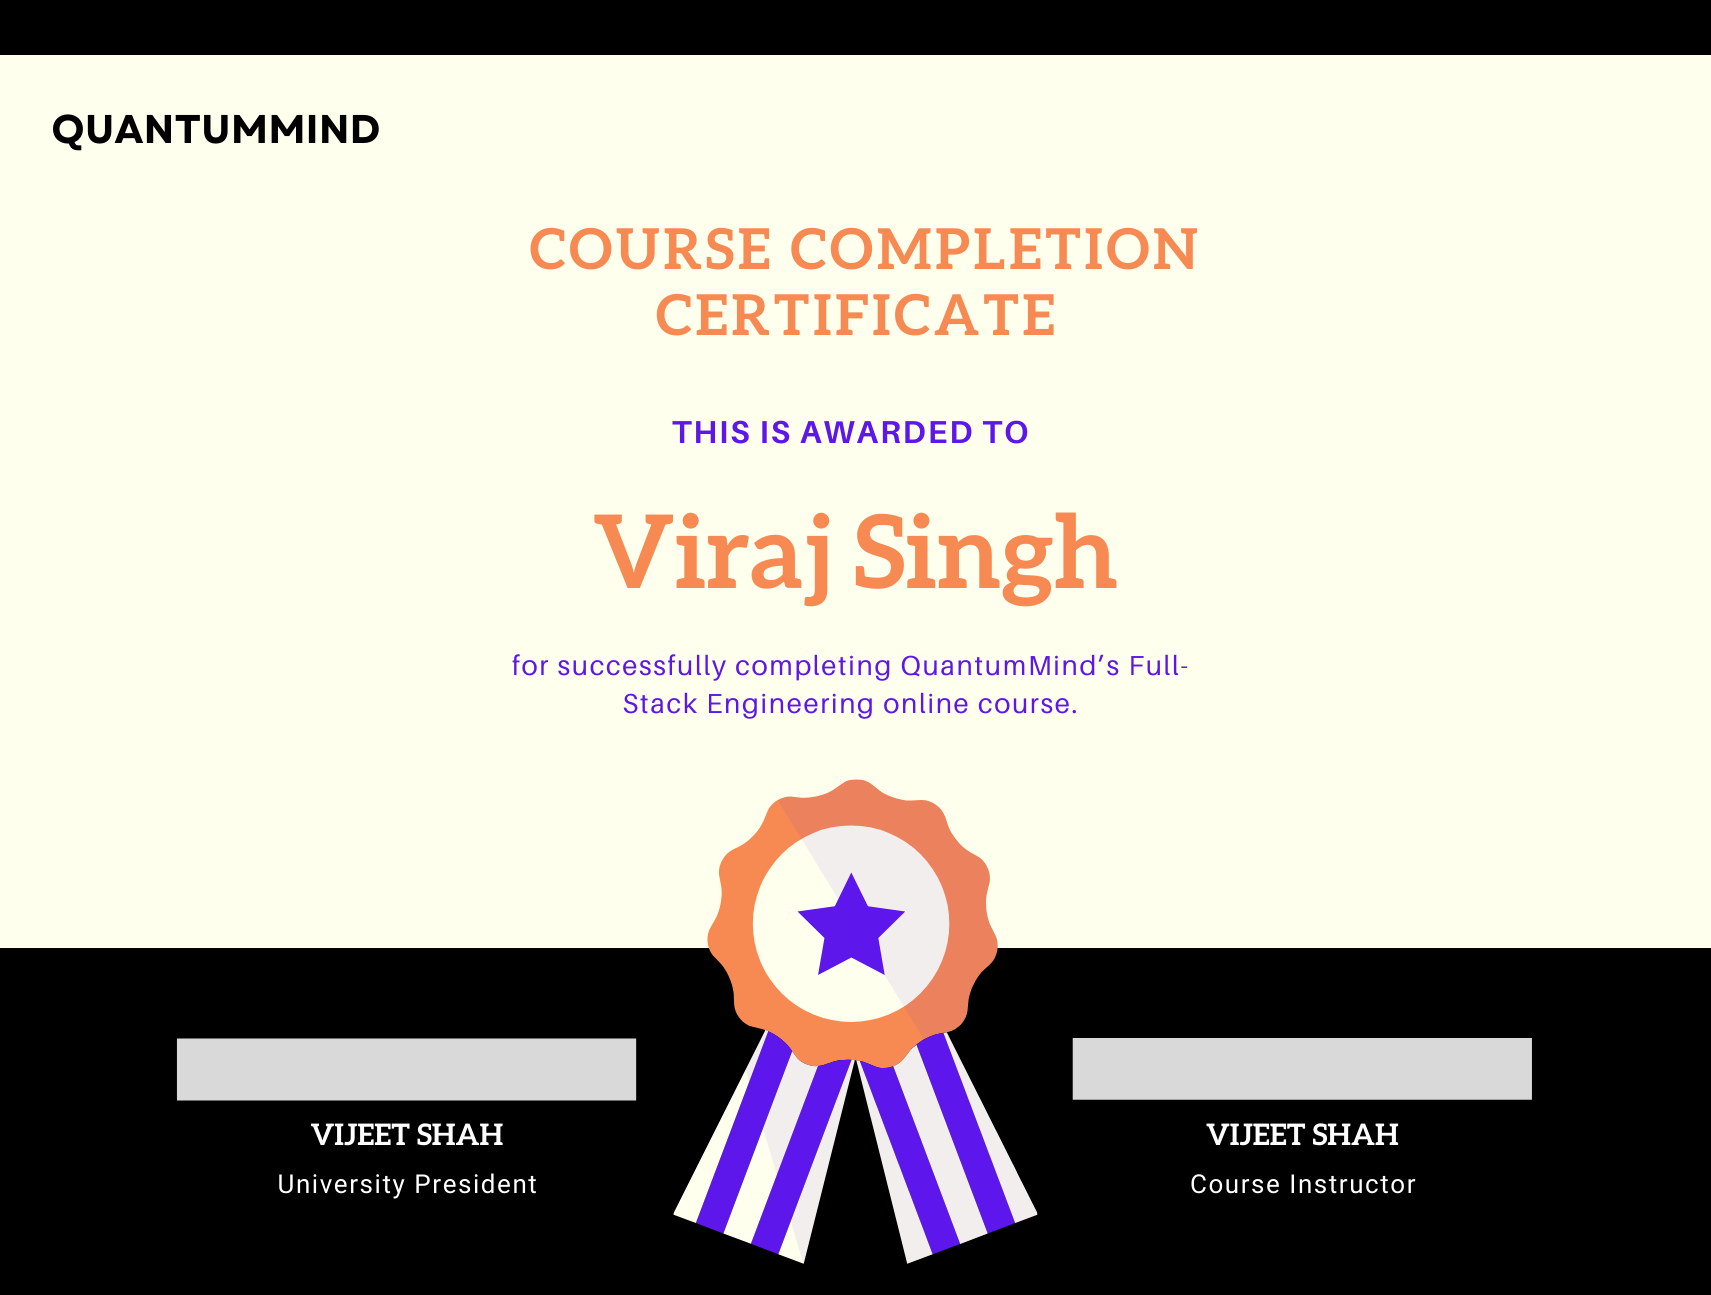 QUANTUMMIND
COURSE COMPLETION
CERTIFICATE
THIS IS AWARDED TO
Viraj Singh
for successfully completing QuantumMind’s Full-
Stack Engineering online course.
VIJEET SHAH
University President
VIJEET SHAH
Course Instructor